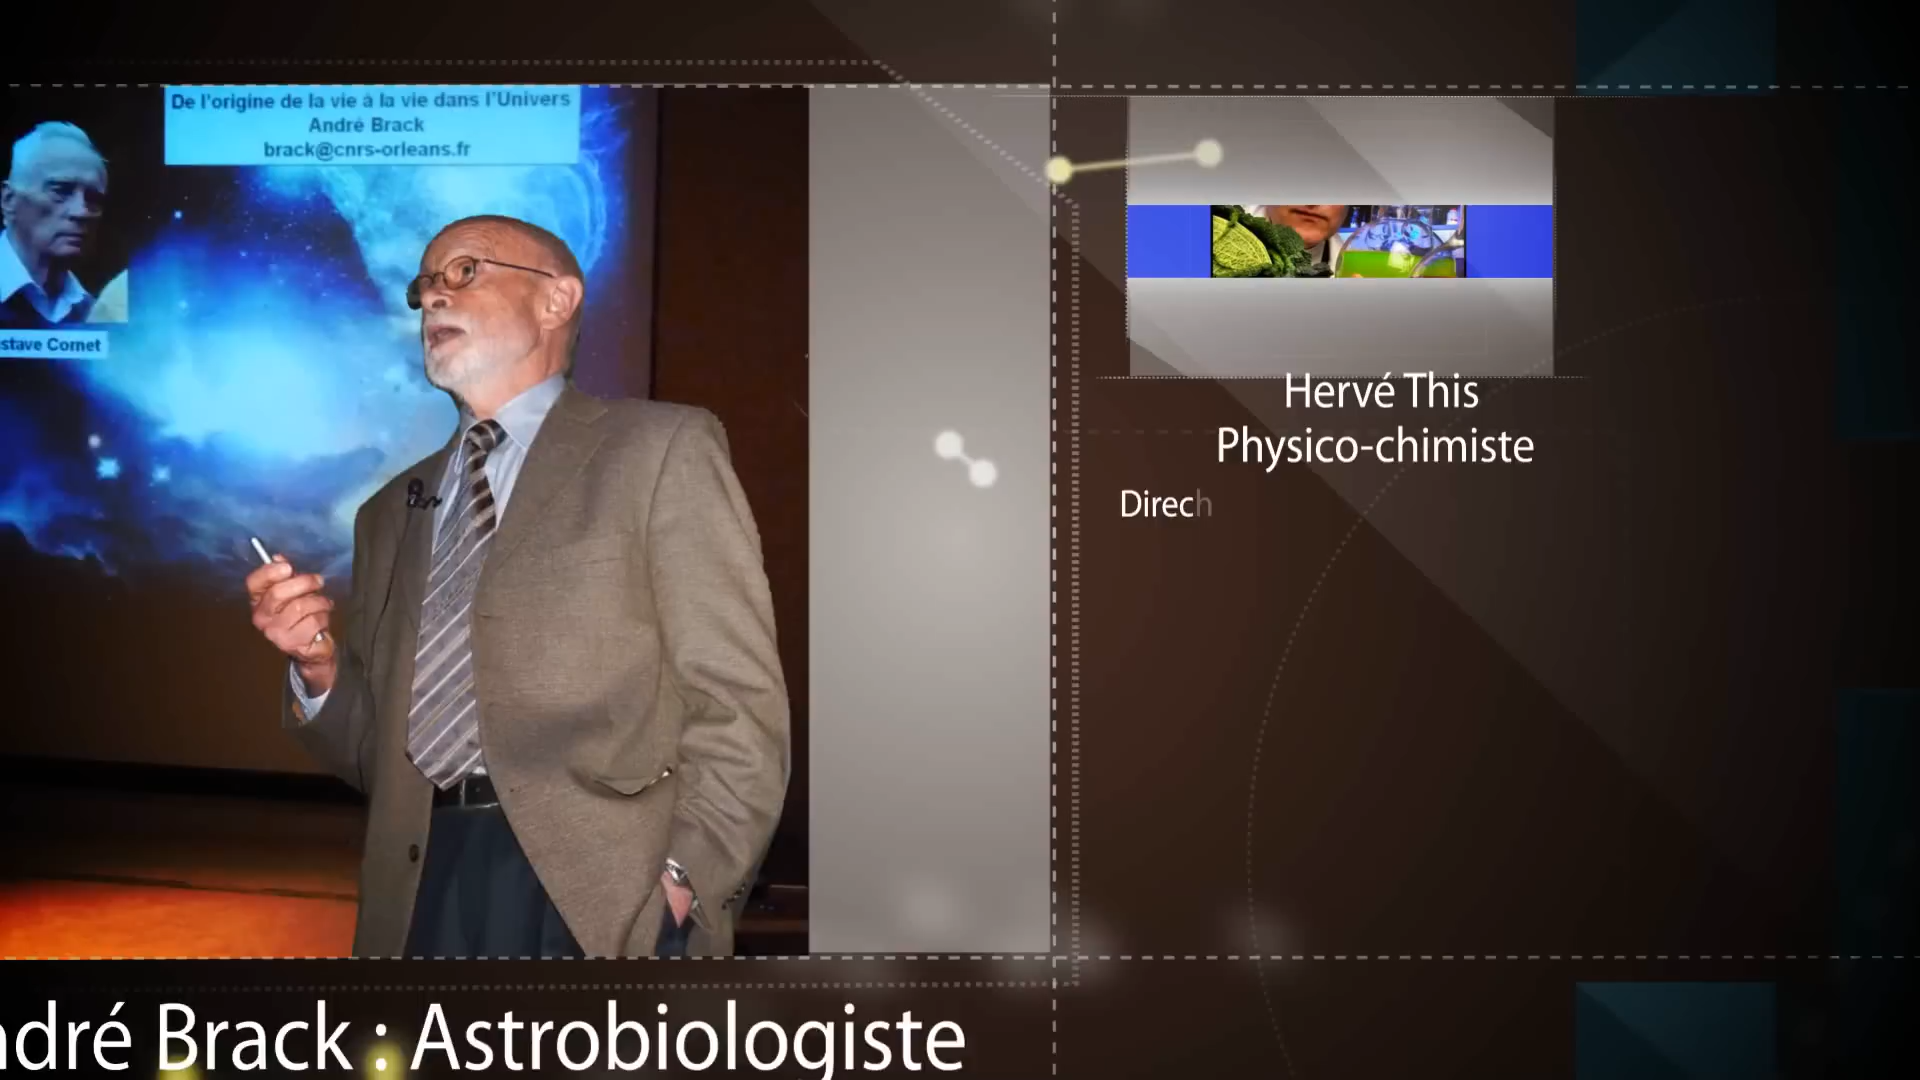 De l'origine de la vie à la vie dans l'Univers
André Brack
brack@cnrs-orleans.fr
stave Cornet
Hervé This
Physico-chimiste
Direch
ndré Brack : Astrobiologiste